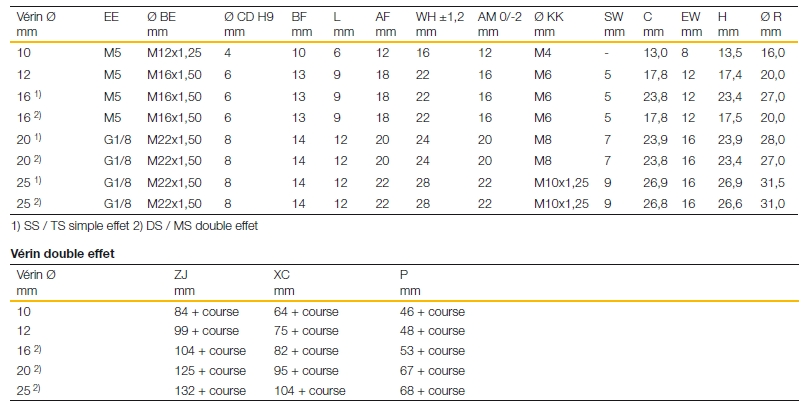 Vérin Ø EE Ø BE Ø CD H9 BF L AF WH ±1,2 AM 0/-2 Ø KK SW C EW H Ø R
mm mm mm mm mm mm mm mm mm mm mm mm mm mm
10 M5 M12x1,25 4 10 6 12 16 12 M4 - 13,0 8 13,5 16,0
12 M5 M16x1,50 6 13 9 18 22 16 M6 5 17,8 12 17,4 20,0
16 1) M5 M16x1,50 6 13 9 18 22 16 M6 5 23,8 12 23,4 27,0
16 2) M5 M16x1,50 6 13 9 18 22 16 M6 5 17,8 12 17,5 20,0
20 1) G1/8 M22x1,50 8 14 12 20 24 20 M8 7 23,9 16 23,9 28,0
20 2) G1/8 M22x1,50 8 14 12 20 24 20 M8 7 23,8 16 23,4 27,0
25 1) G1/8 M22x1,50 8 14 12 22 28 22 M10x1,25 9 26,9 16 26,9 31,5
25 2) G1/8 M22x1,50 8 14 12 22 28 22 M10x1,25 9 26,8 16 26,6 31,0
1) SS / TS simple effet 2) DS / MS double effet
Vérin double effet
Vérin Ø ZJ XC P
mm mm mm mm
10 84 + course 64 + course 46 + course
12 99 + course 75 + course 48 + course
16 2) 104 + course 82 + course 53 + course
20 2) 125 + course 95 + course 67 + course
25 2) 132 + course 104 + course 68 + course